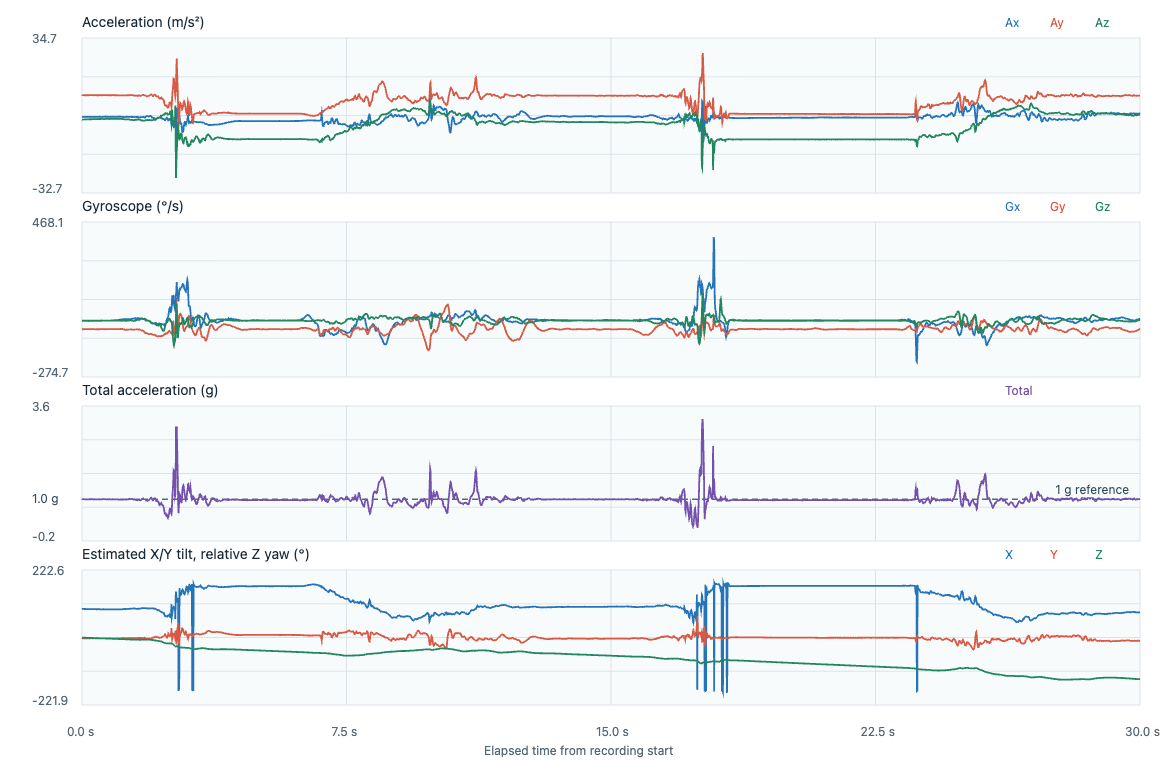 Acceleration (m/s²) Ax Ay Az
34.7
-32.7
Gyroscope (°/s) Gx Gy Gz
468.1
-274.7
Total acceleration (g) Total
3.6
1.0 g
1 g reference
-0.2
Estimated X/Y tilt, relative Z yaw (°) X Y Z
222.6
-221.9
0.0 s 7.5 s 15.0 s 22.5 s 30.0 s
Elapsed time from recording start